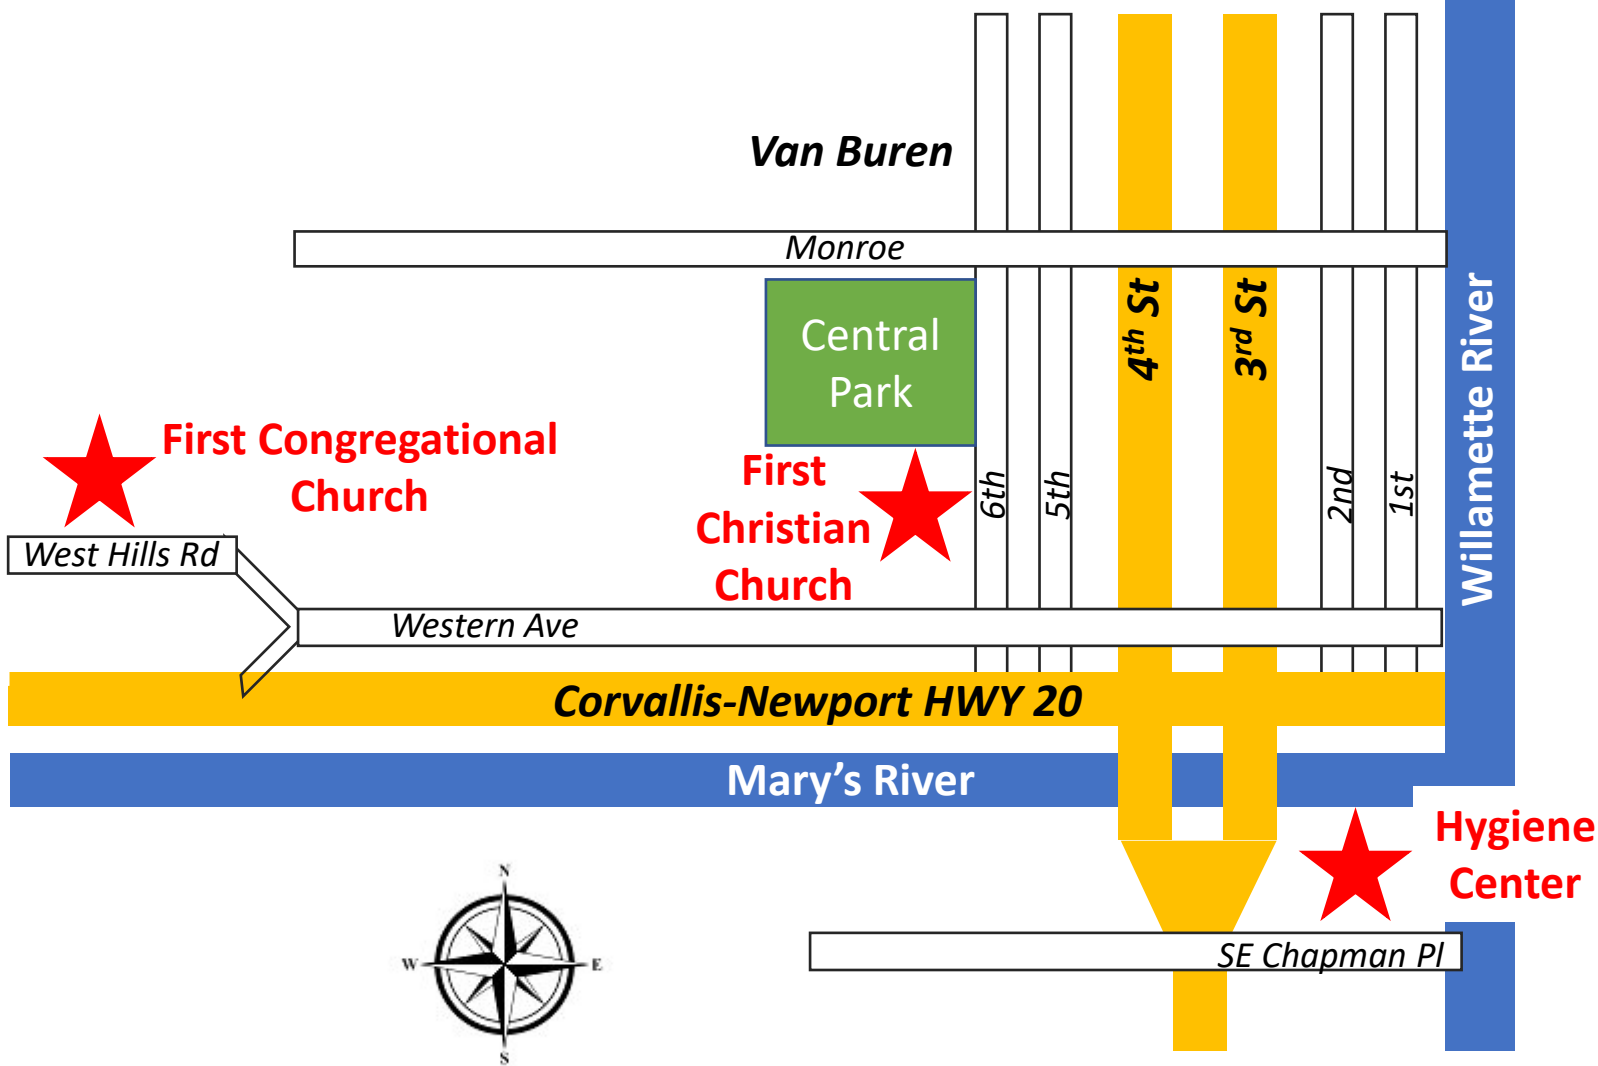 Van Buren
Monroe
Central
Park
4th St
3rd St
Willamette River
First Congregational
Church
First
Christian
Church
6th
5th
2nd
1st
West Hills Rd
Western Ave
Corvallis-Newport HWY 20
Mary’s River
Hygiene
Center
N
W
E
S
SE Chapman Pl